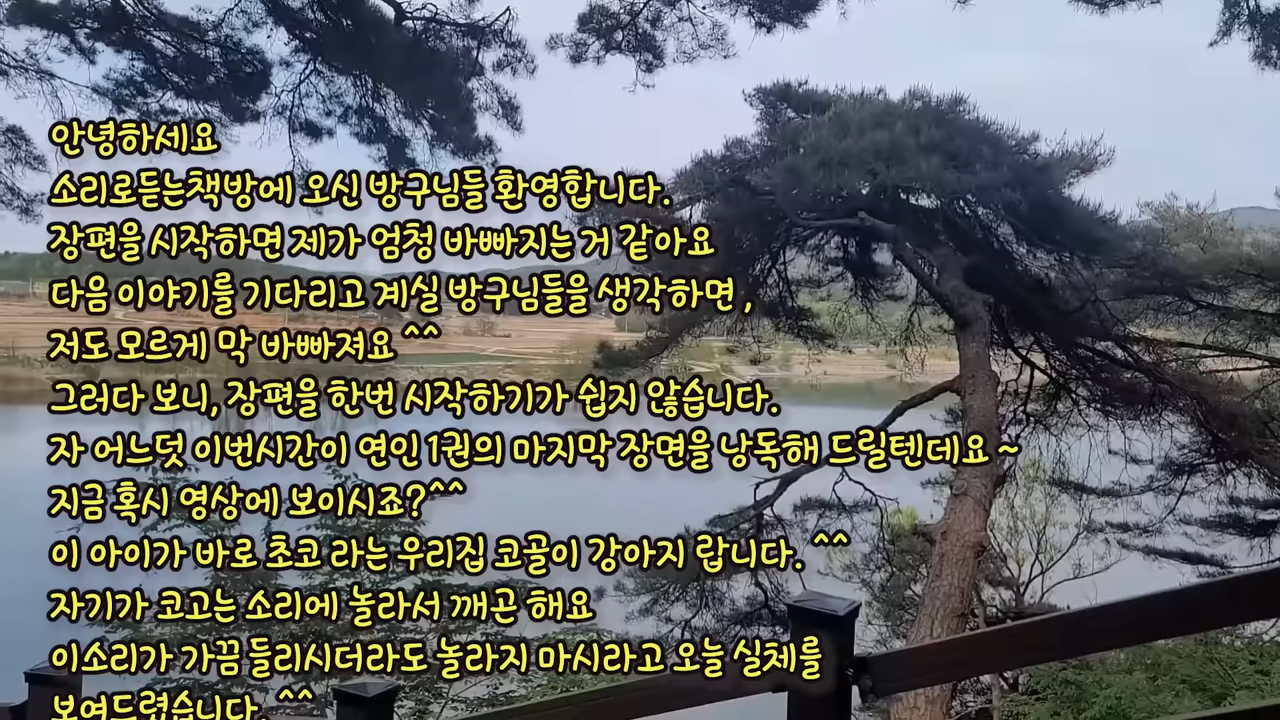 안녕하세요
소리로듣는책방에 오신 방구님들 환영합니다.
장편을 시작하면 제가 엄청 바빠지는거 같아요
다음 이야기를 기다리고 계실 방구님들을 생각하면 ,
저도 모르게 막 바빠져요 ^^
그러다 보니, 장편을 한번 시작하기가 쉽지 않습니다.
자 어느덧 이번시간이 연인 1권의 마지막 장면을 낭독해 드릴텐데요 ~
지금 혹시 영상에 보이시죠?^^
이 아이가 바로 초코 라는 우리집 코골이 강아지 랍니다. ^^
자기가 코고는 소리에 놀라서 깨곤 해요
이소리가 가끔 들리시더라도 놀라지 마시라고 오늘 실체를
보여드렸습니다. ^^